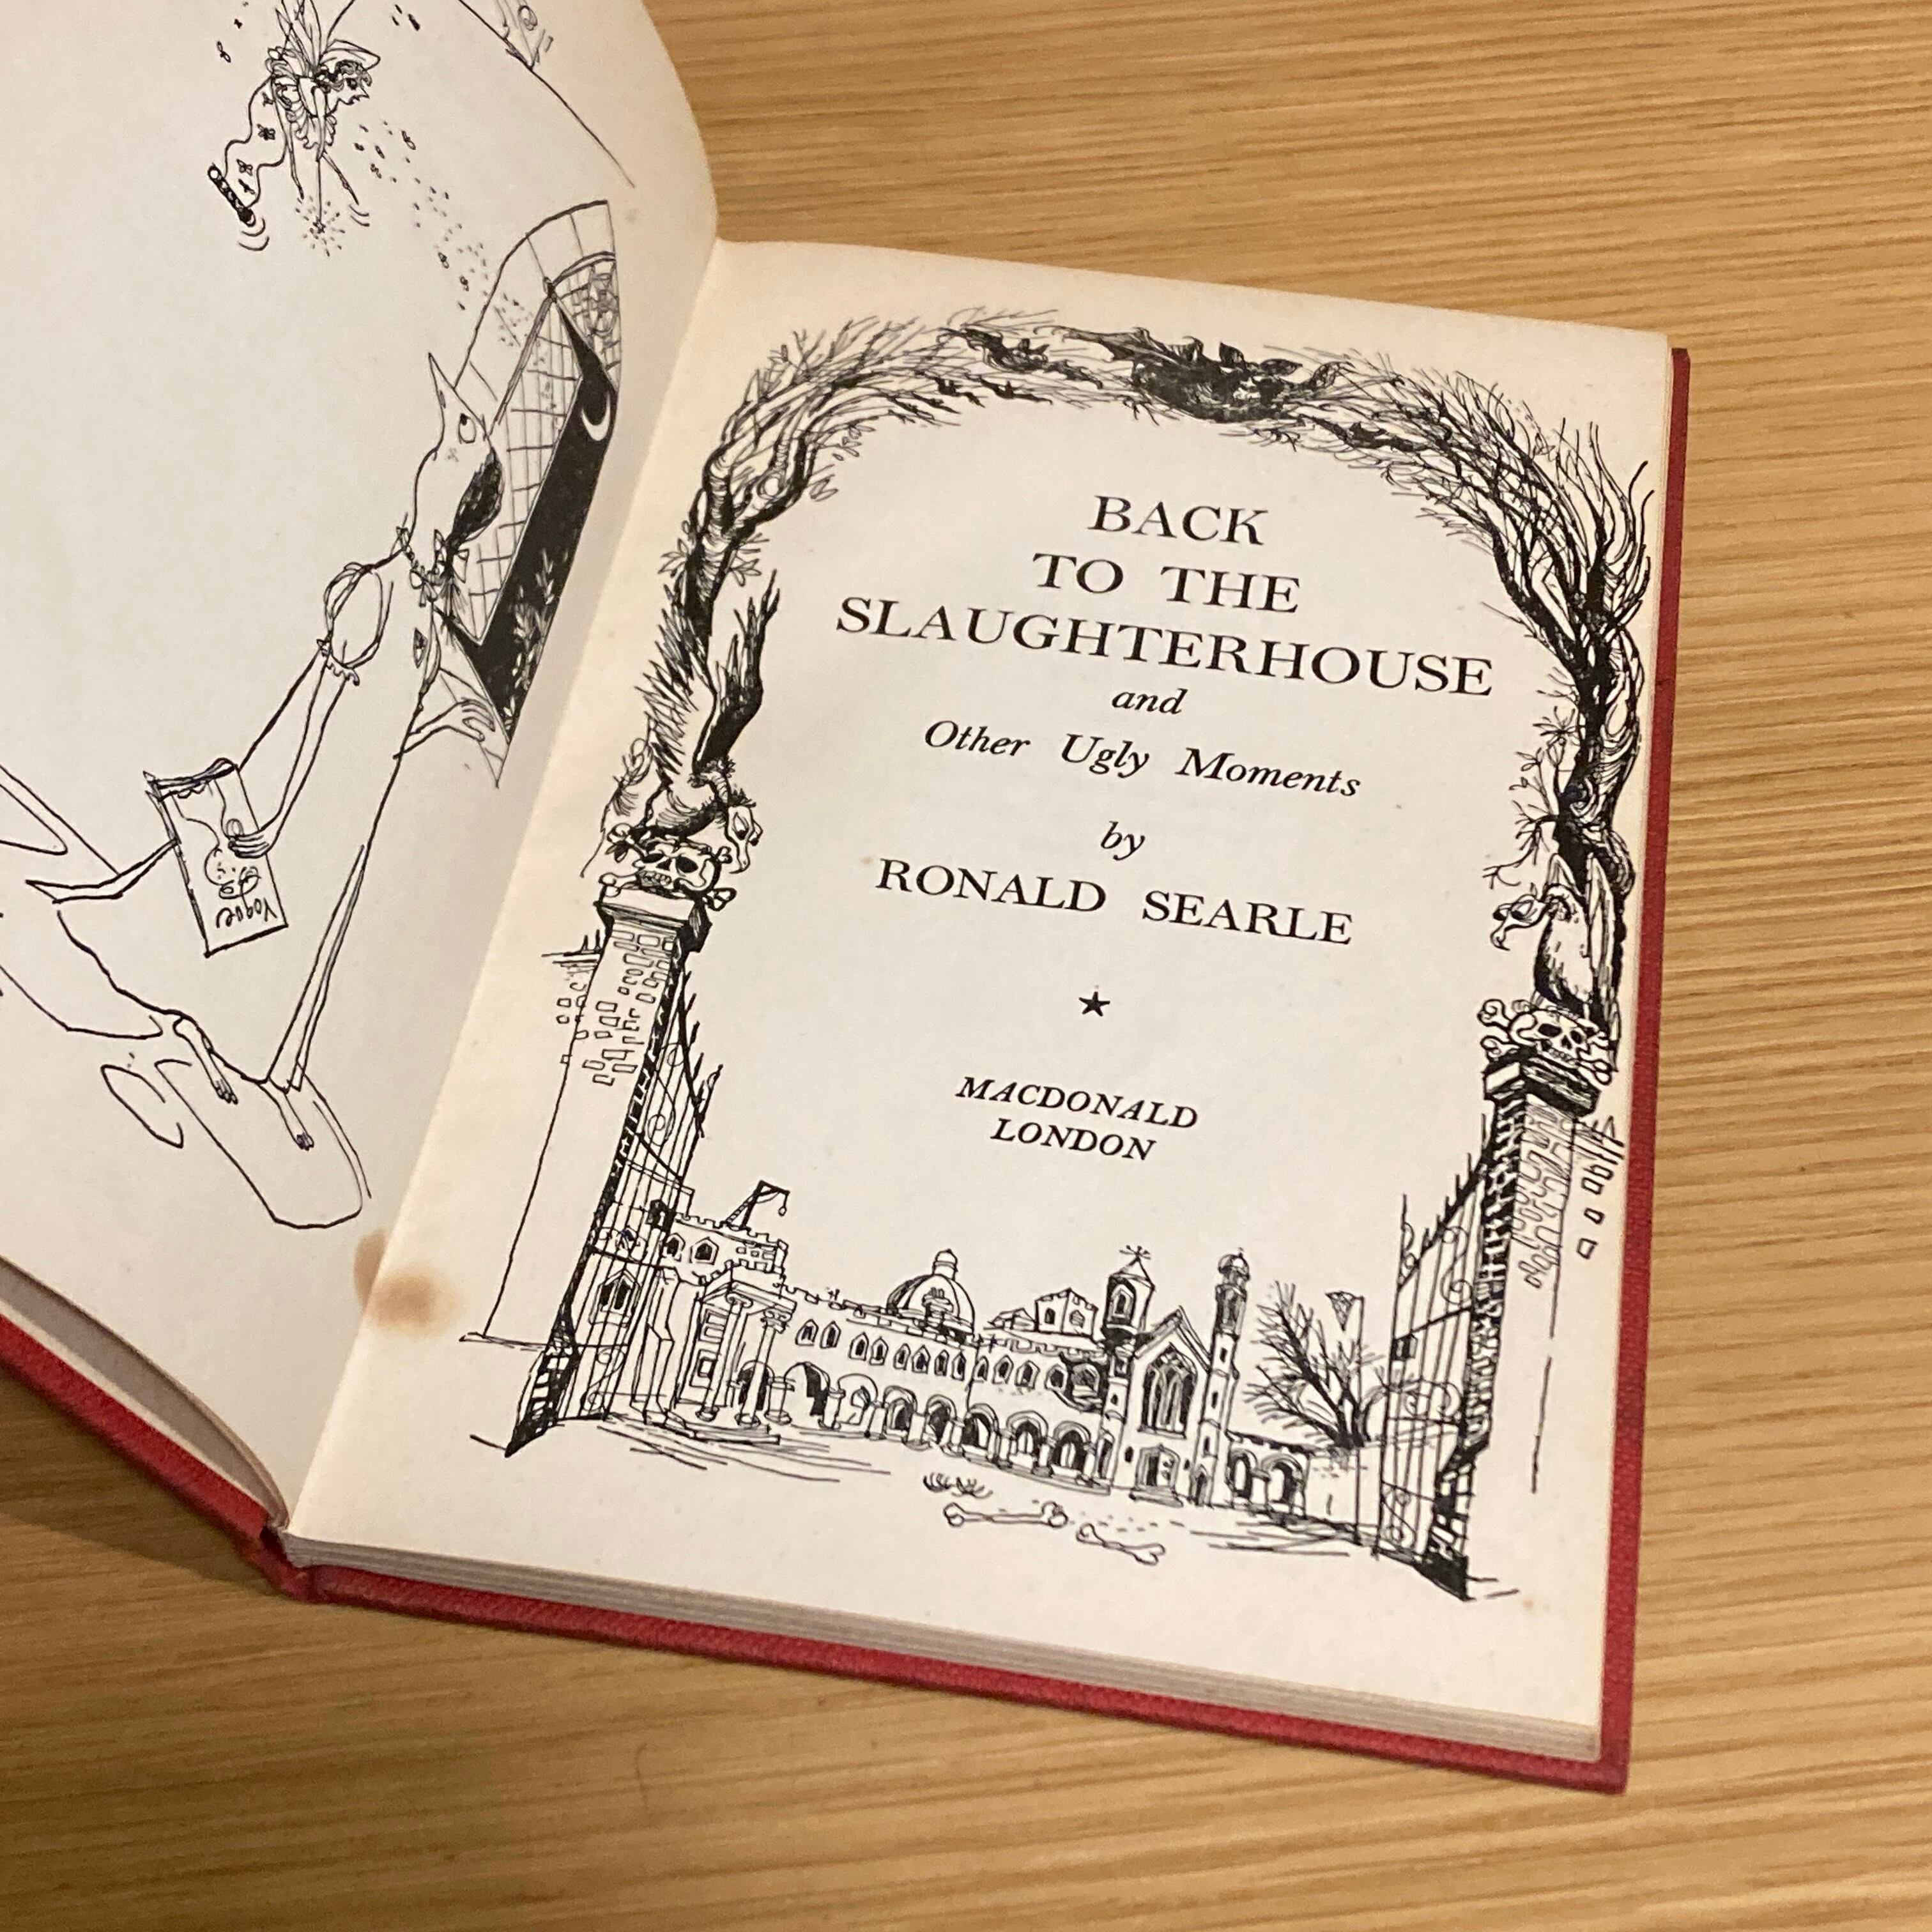 Vogue
BACK
TO THE
SLAUGHTERHOUSE
and
Other Ugly Moments
by
RONALD SEARLE
MACDONALD
LONDON